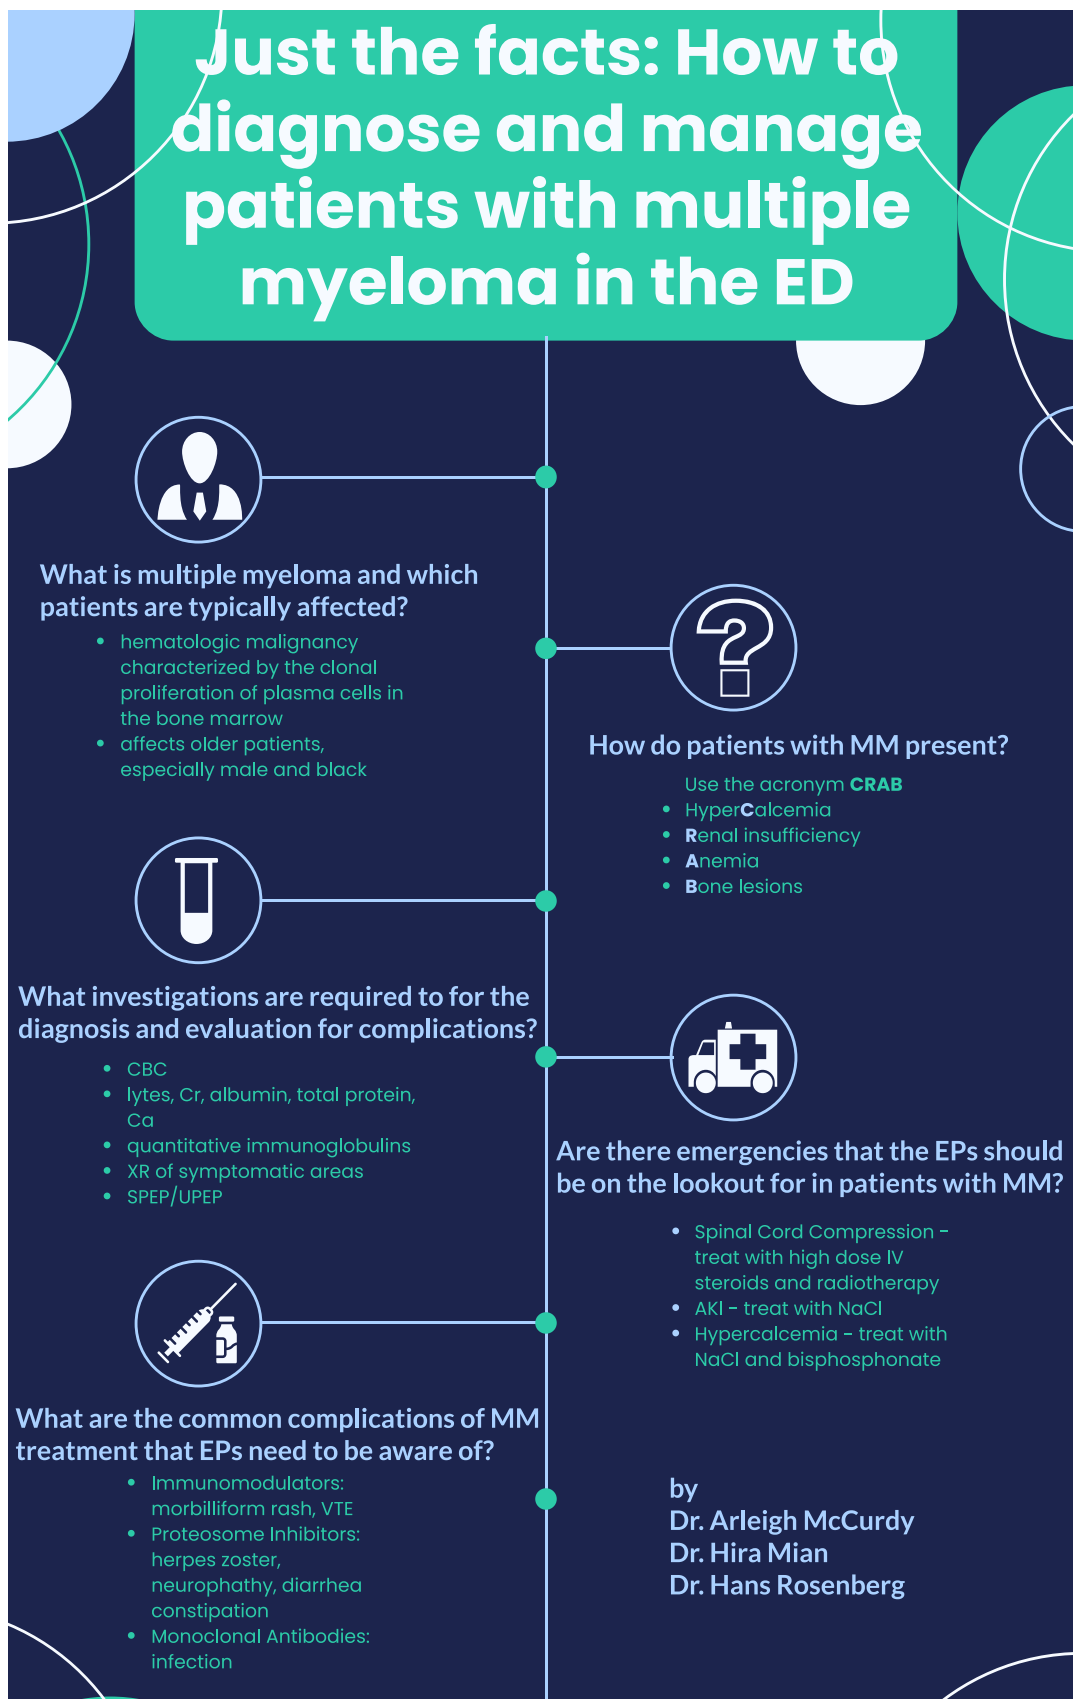 Just the facts: How to
diagnose and manage
patients with multiple
myeloma in the ED
What is multiple myeloma and which
patients are typically affected?
• hematologic malignancy
characterized by the clonal
proliferation of plasma cells in
the bone marrow
• affects older patients,
especially male and black
How do patients with MM present?
Use the acronym CRAB
• HyperCalcemia
• Renal insufficiency
• Anemia
• Bone lesions
What investigations are required to for the
diagnosis and evaluation for complications?
• CBC
• lytes, Cr, albumin, total protein,
Ca
• quantitative immunoglobulins
• XR of symptomatic areas
• SPEP/UPEP
Are there emergencies that the EPs should
be on the lookout for in patients with MM?
• Spinal Cord Compression -
treat with high dose IV
steroids and radiotherapy
• AKI - treat with NaCl
• Hypercalcemia - treat with
NaCl and bisphosphonate
What are the common complications of MM
treatment that EPs need to be aware of?
• Immunomodulators:
morbilliform rash, VTE
• Proteosome Inhibitors:
herpes zoster,
neurophathy, diarrhea
constipation
• Monoclonal Antibodies:
infection
by
Dr. Arleigh McCurdy
Dr. Hira Mian
Dr. Hans Rosenberg